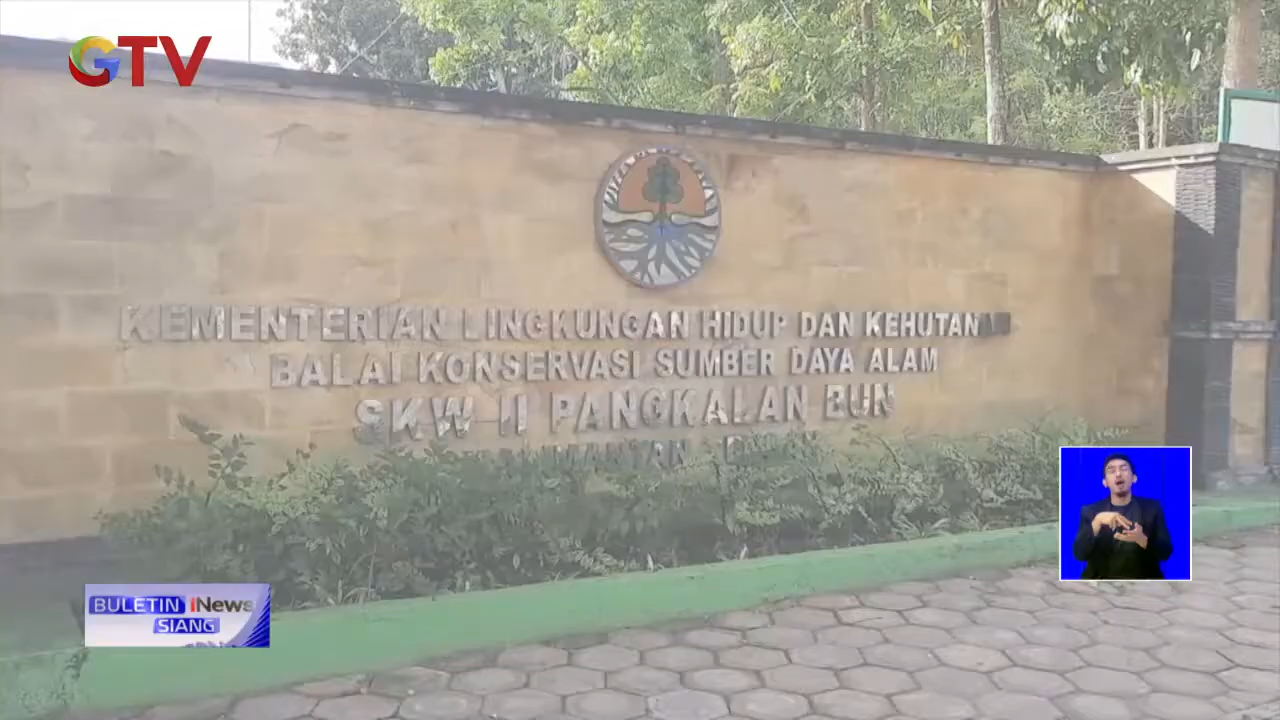 GTV
KEMENTERIAN LINGKUNGAN HIDUP DAN KEHUTANAN
BALAI KONSERVASI SUMBER DAYA ALAM
SKW II PANGKALAN BUN
BULETIN iNews
SIANG